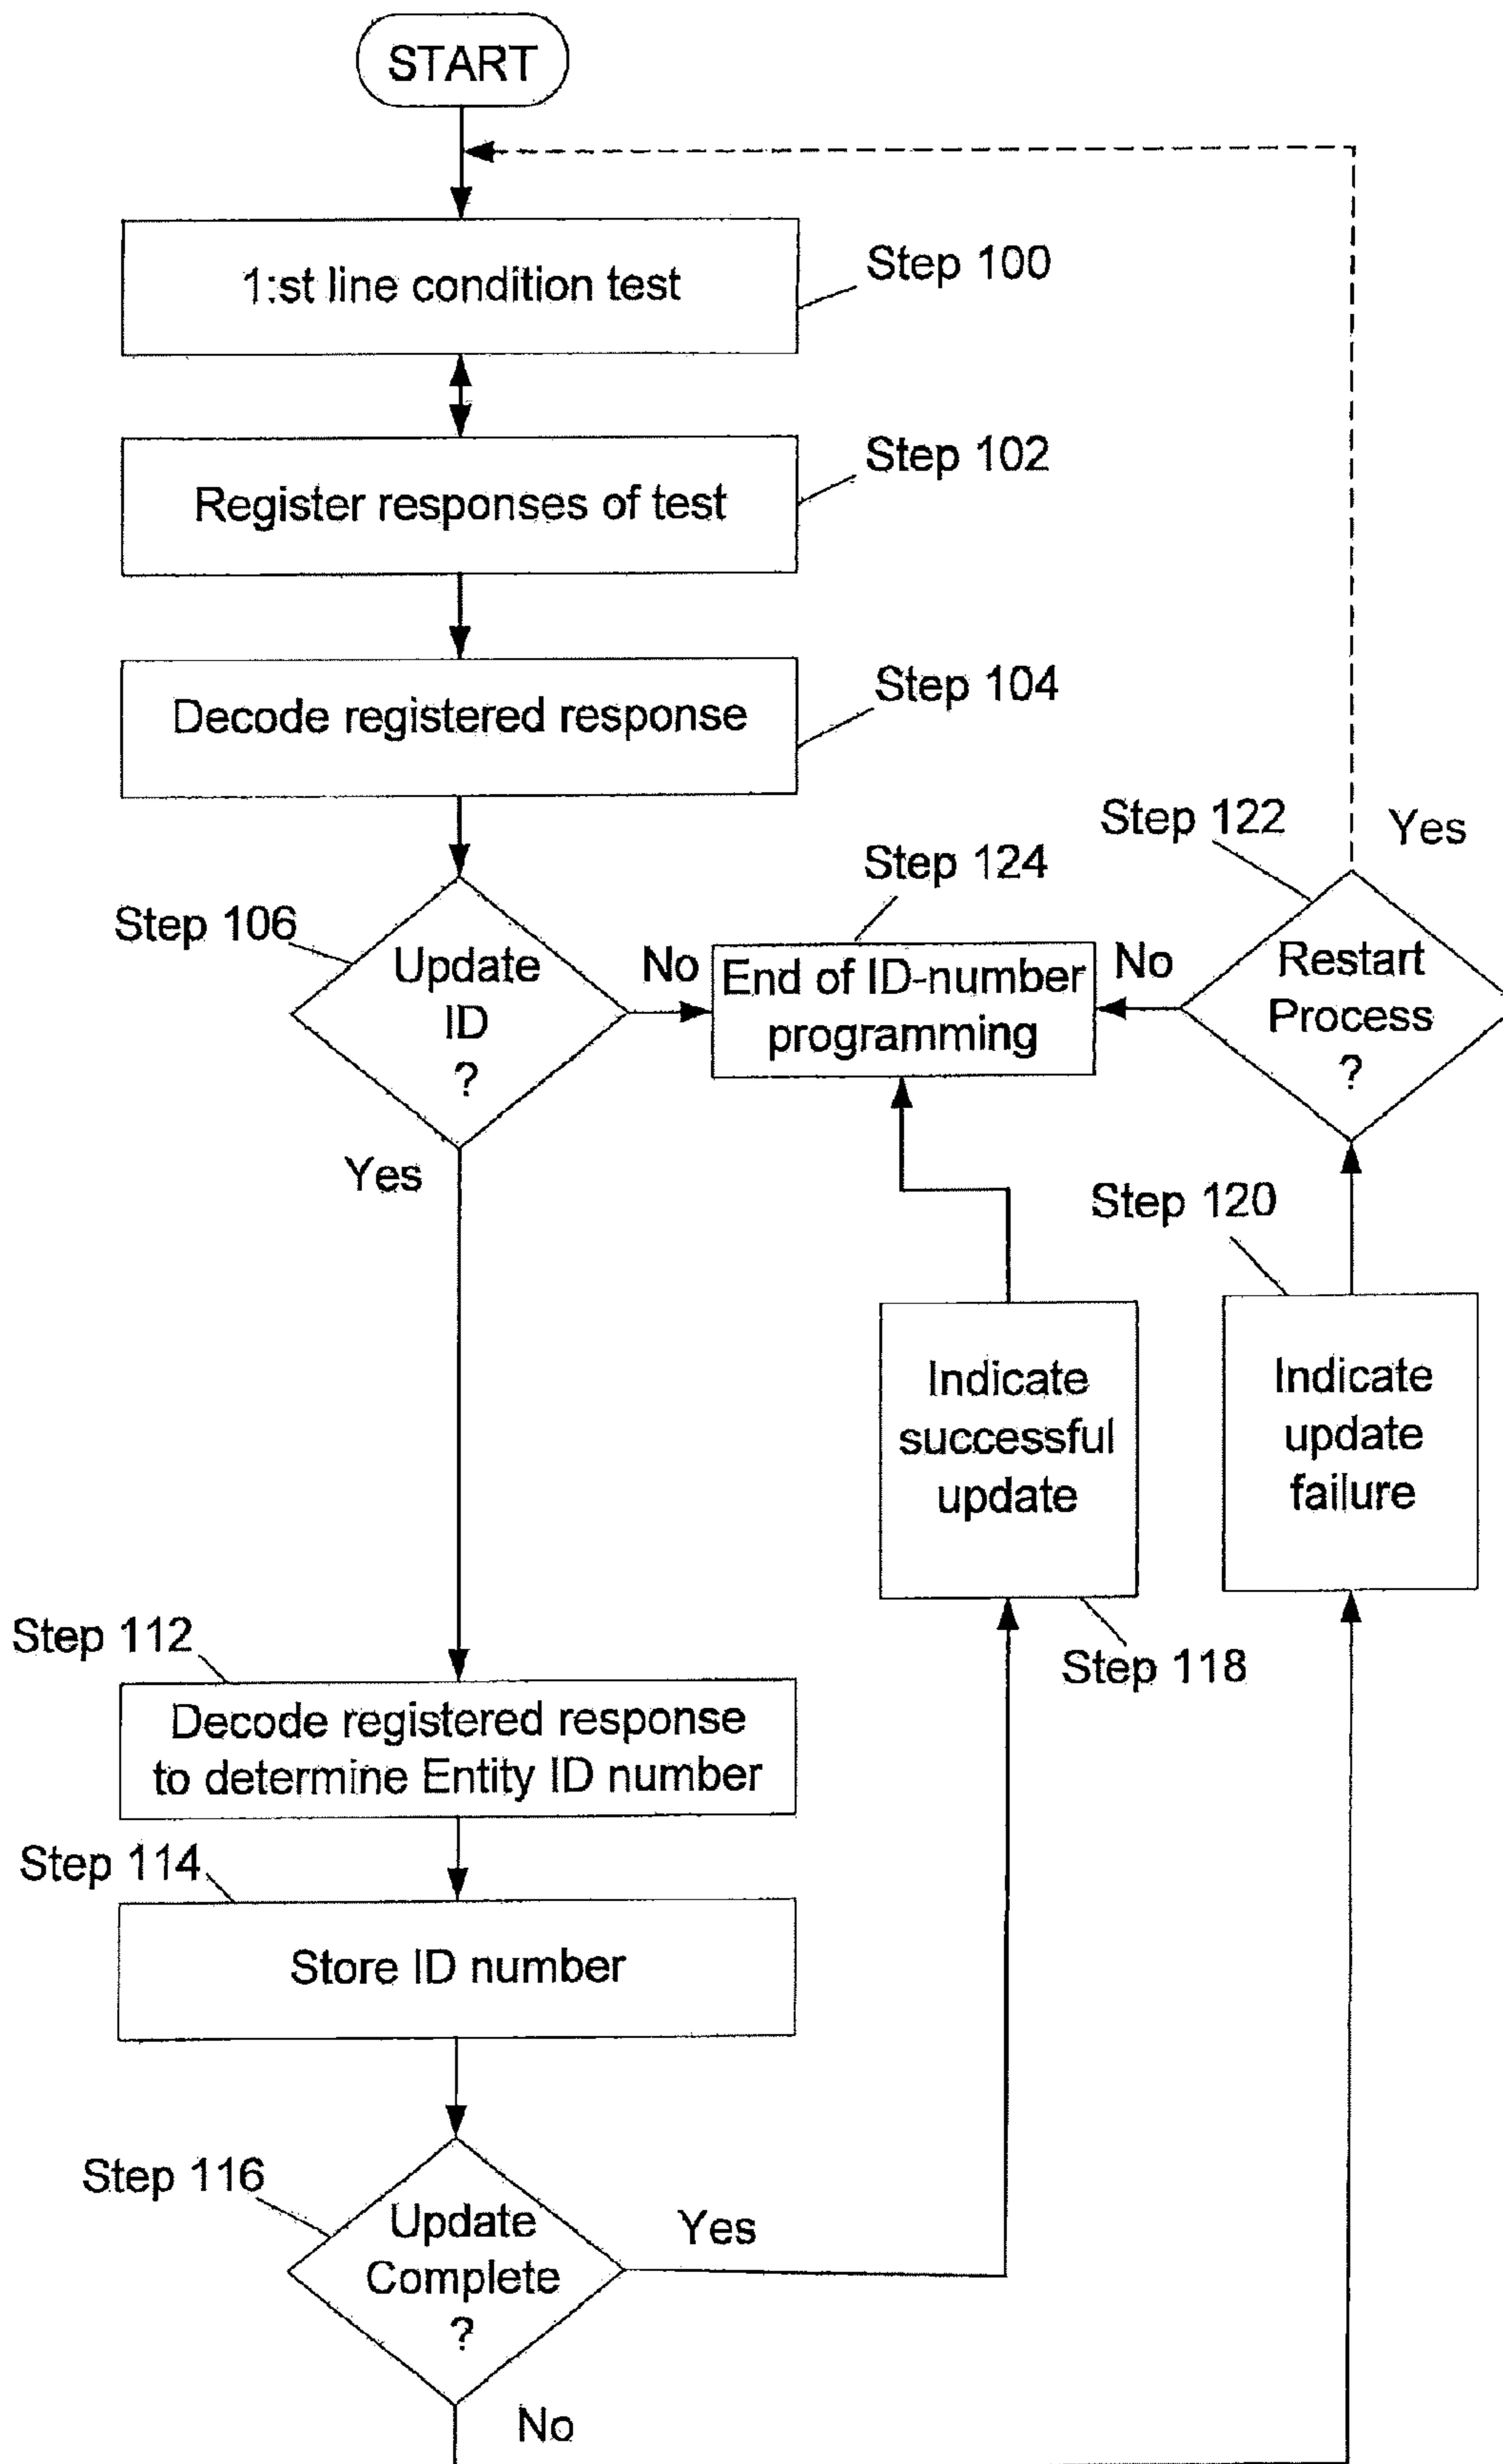 START
1:st line condition test
Step 100
Register responses of test
Step 102
Decode registered response
Step 104
Step 106
Update
ID
?
No
Yes
Step 124
End of ID-number
programming
No
Step 122
Yes
Restart
Process
?
Step 120
Indicate
successful
update
Step 118
Indicate
update
failure
Step 112
Decode registered response
to determine Entity ID number
Step 114
Store ID number
Step 116
Update
Complete
?
Yes
No